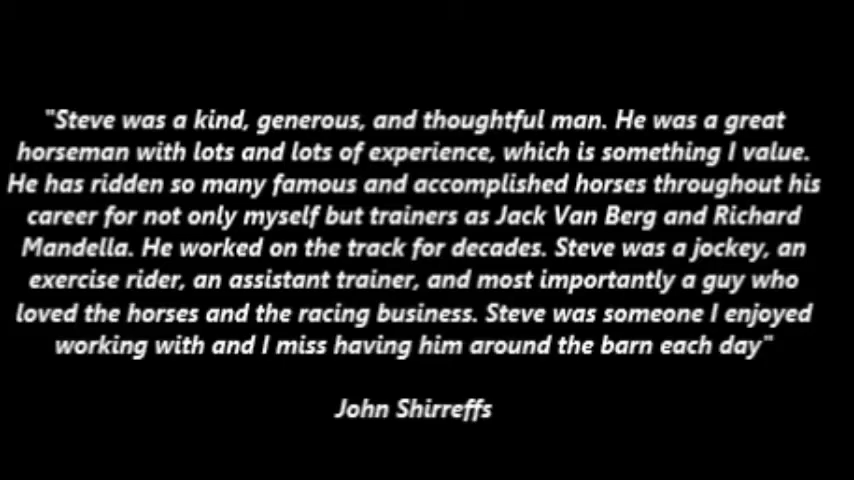 "Steve was a kind, generous, and thoughtful man. He was a great
horseman with lots and lots of experience, which is something I value.
He has ridden so many famous and accomplished horses throughout his
career for not only myself but trainers as Jack Van Berg and Richard
Mandella. He worked on the track for decades. Steve was a jockey, an
exercise rider, an assistant trainer, and most importantly a guy who
loved the horses and the racing business. Steve was someone I enjoyed
working with and I miss having him around the barn each day"
John Shirreffs